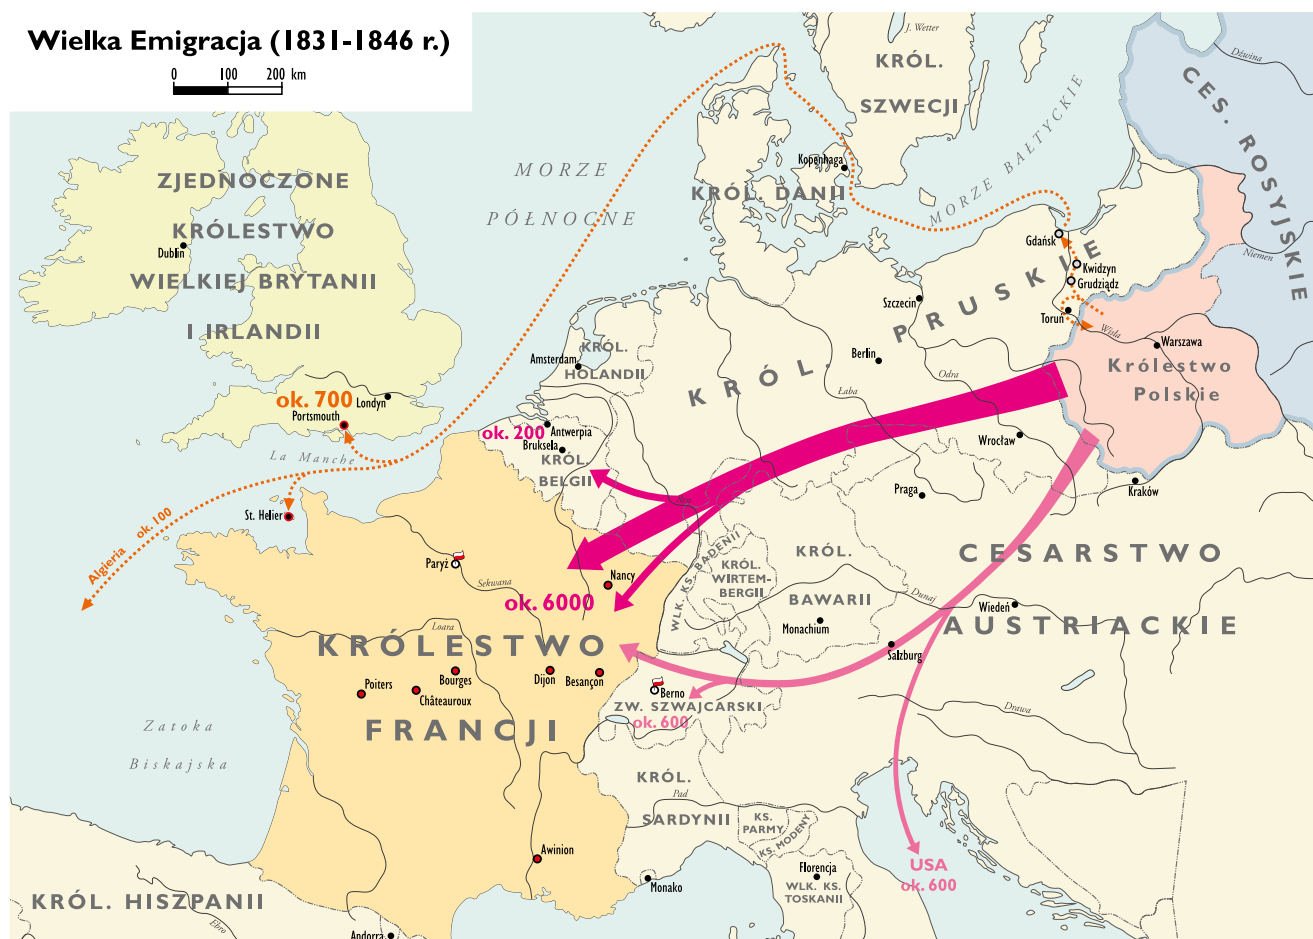 Wielka Emigracja (1831-1846 r.)
0 100 200 km
J. Wetter
KRÓL.
SZWECJI
Dźwina
CES. ROSYJSKIE
MORZE
PÓŁNOCNE
MORZE BAŁTYCKIE
Kopenhaga
KRÓL. DANII
ZJEDNOCZONE
KRÓLESTWO
WIELKIEJ BRYTANII
I IRLANDII
Dublin
Gdańsk
Kwidzyn
Grudziądz
Niemen
Szczecin
Toruń
Wisła
Warszawa
Królestwo
Polskie
KRÓL. PRUSKIE
Berlin
Odra
Łaba
Amsterdam
KRÓL.
HOLANDII
ok. 700
Portsmouth
Londyn
La Manche
ok. 200
Antwerpia
Bruksela
KRÓL.
BELGII
Wrocław
Praga
Kraków
St. Helier
Algieria ok. 100
Paryż
Sekwana
Nancy
ok. 6000
WLK. KS. BADENII
KRÓL.
WIRTEM-
BERGII
KRÓL.
BAWARII
Monachium
Dunaj
CESARSTWO
AUSTRIACKIE
Wiedeń
Salzburg
Loara
KRÓLESTWO
FRANCJI
Poiters
Bourges
Châteauroux
Dijon
Besançon
Berno
ZW. SZWAJCARSKI
ok. 600
Drawa
Zatoka
Biskajska
KRÓL.
SARDYNII
Pad
KS.
PARMY
KS. MODENY
Awinion
Monako
Florencja
WLK. KS.
TOSKANII
USA
ok. 600
KRÓL. HISZPANII
Ebro
Andorra